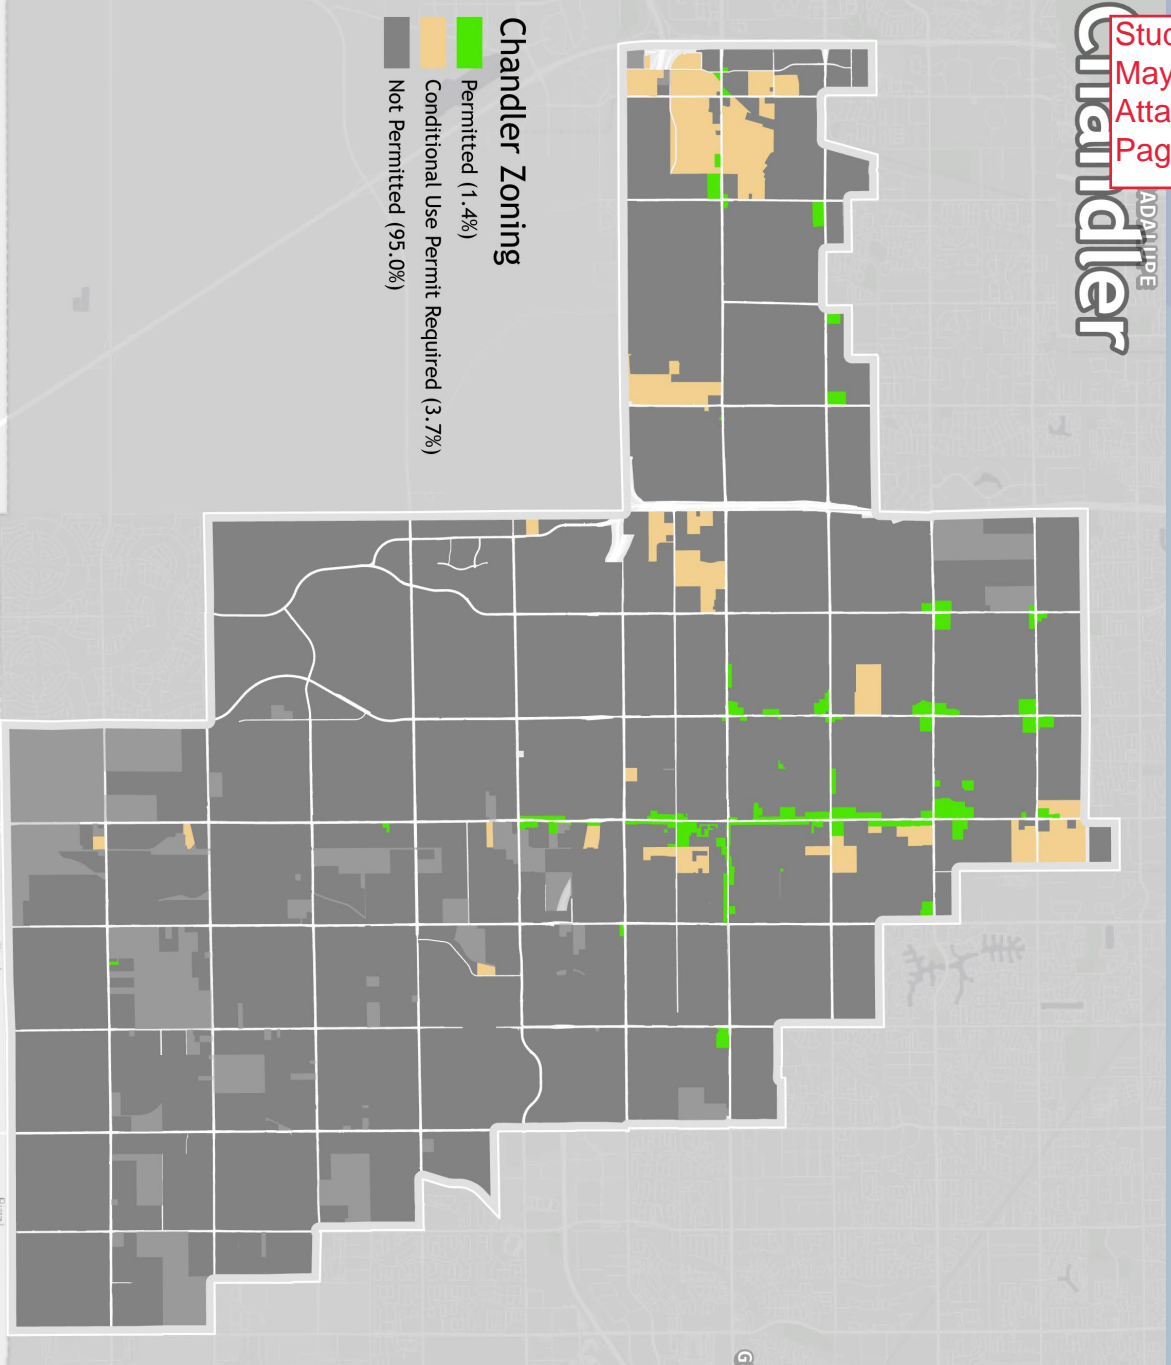 Chandler
ADALUPE
Stud
May
Atta
Pag
Chandler Zoning
Permitted (1.4%)
Conditional Use Permit Required (3.7%)
Not Permitted (95.0%)
G